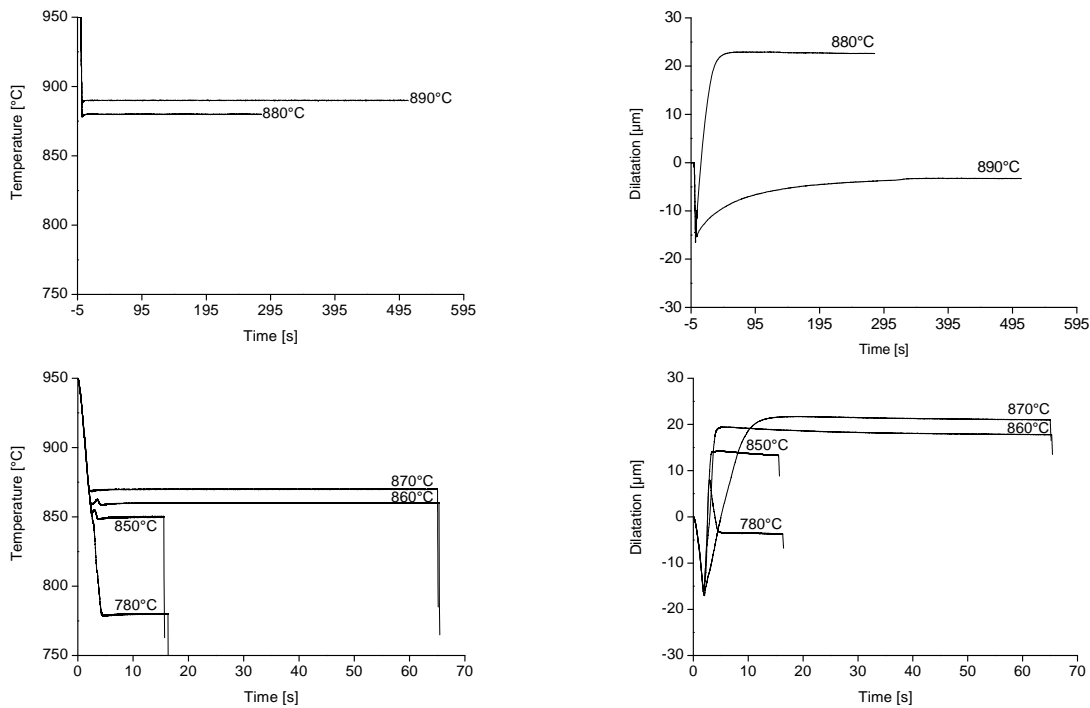 950
900
850
800
750
-5 95 195 295 395 495 595
Time [s]
Temperature [°C]
890°C
880°C
30
20
10
0
-10
-20
-30
-5 95 195 295 395 495 595
Time [s]
Dilatation [µm]
880°C
890°C
950
900
850
800
750
0 10 20 30 40 50 60 70
Time [s]
Temperature [°C]
870°C
860°C
850°C
780°C
30
20
10
0
-10
-20
-30
0 10 20 30 40 50 60 70
Time [s]
Dilatation [µm]
870°C
860°C
850°C
780°C